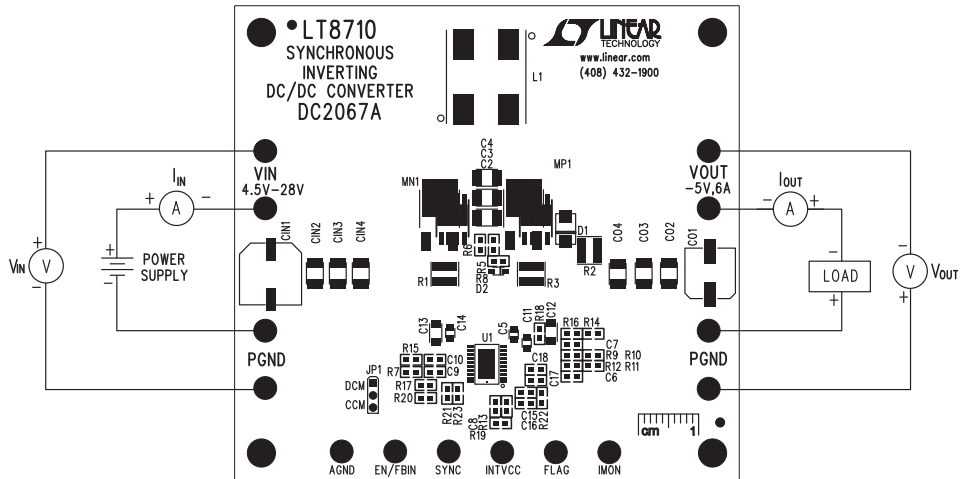 •LT8710
SYNCHRONOUS
INVERTING
DC/DC CONVERTER
DC2067A
LINEAR
TECHNOLOGY
www.linear.com
(408) 432-1900
L1
C4
C3
C2
MN1
MP1
VIN
4.5V-28V
VOUT
-5V,6A
IIN
+ A -
IOUT
- A +
+
VIN V
-
+
-
POWER
SUPPLY
CIN1
CIN2
CIN3
CIN4
R6
R5
R8
D2
D1
R2
R1
R3
CO4
CO3
CO2
CO1
-
LOAD
+
-
V VOUT
+
PGND
PGND
C13
C14
U1
C5
C11
R18
C12
R16
R14
C7
R9
R10
R12
R11
C6
R15
R7
C10
C9
C18
C17
JP1
DCM
CCM
R17
R20
R21
R23
C8
R13
R19
C15
C16
R22
cm 1
AGND
EN/FBIN
SYNC
INTVCC
FLAG
IMON